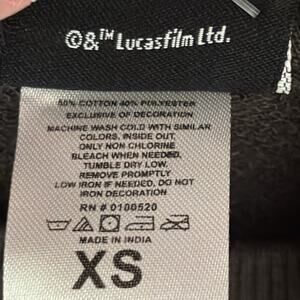 ©&™ Lucasfilm Ltd.
60% COTTON 40% POLYESTER
EXCLUSIVE OF DECORATION
MACHINE WASH COLD WITH SIMILAR
COLORS, INSIDE OUT,
ONLY NON CHLORINE
BLEACH WHEN NEEDED.
TUMBLE DRY LOW.
REMOVE PROMPTLY
LOW IRON IF NEEDED, DO NOT
IRON DECORATION
RN # 0100520
MADE IN INDIA
XS